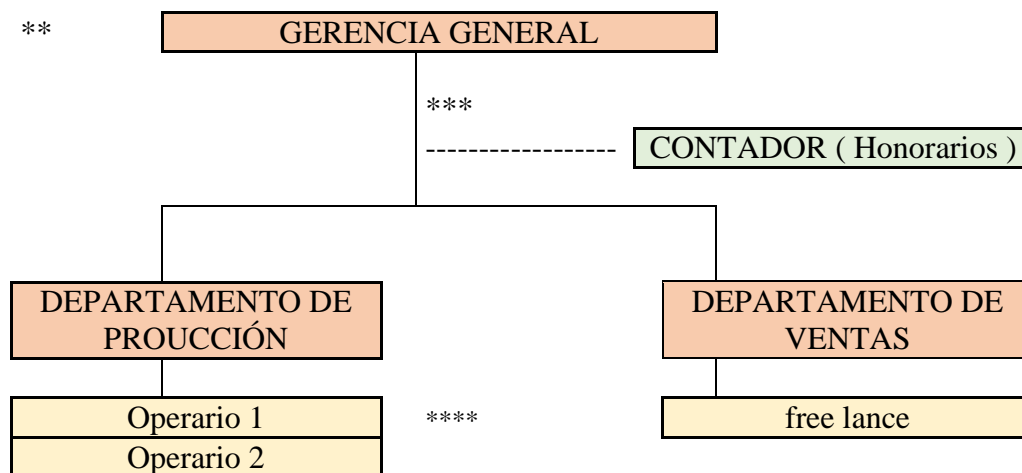 ** GERENCIA GENERAL
***
------------------ CONTADOR ( Honorarios )
DEPARTAMENTO DE
PROUCCIÓN
DEPARTAMENTO DE
VENTAS
Operario 1
****
free lance
Operario 2